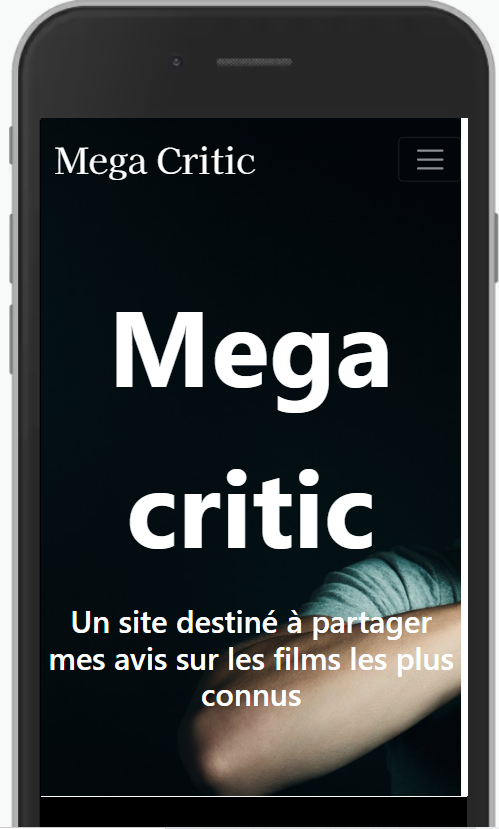 Mega Critic
Mega
critic
Un site destiné à partager
mes avis sur les films les plus
connus